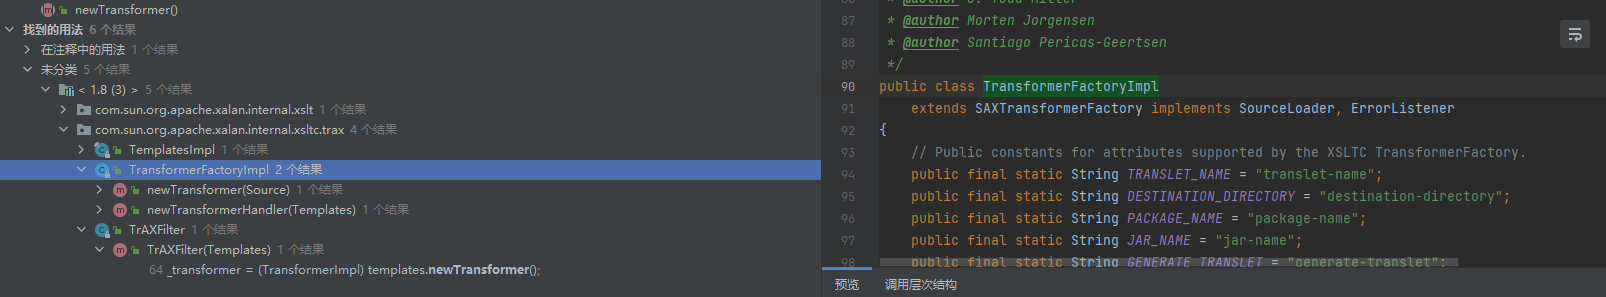 newTransformer()
找到的用法 6 个结果
在注释中的用法 1 个结果
未分类 5 个结果
< 1.8 (3) > 5 个结果
com.sun.org.apache.xalan.internal.xslt 1 个结果
com.sun.org.apache.xalan.internal.xsltc.trax 4 个结果
TemplatesImpl 1 个结果
TransformerFactoryImpl 2 个结果
newTransformer(Source) 1 个结果
newTransformerHandler(Templates) 1 个结果
TrAXFilter 1 个结果
TrAXFilter(Templates) 1 个结果
64 _transformer = (TransformerImpl) templates.newTransformer();
87 * @author Morten Jorgensen
88 * @author Santiago Pericas-Geertsen
89 */
90 public class TransformerFactoryImpl
91 extends SAXTransformerFactory implements SourceLoader, ErrorListener
92 {
93 // Public constants for attributes supported by the XSLTC TransformerFactory.
94 public final static String TRANSLET_NAME = "translet-name";
95 public final static String DESTINATION_DIRECTORY = "destination-directory";
96 public final static String PACKAGE_NAME = "package-name";
97 public final static String JAR_NAME = "jar-name";
98 public final static String GENERATE_TRANSLET = "generate-translet";
预览 调用层次结构